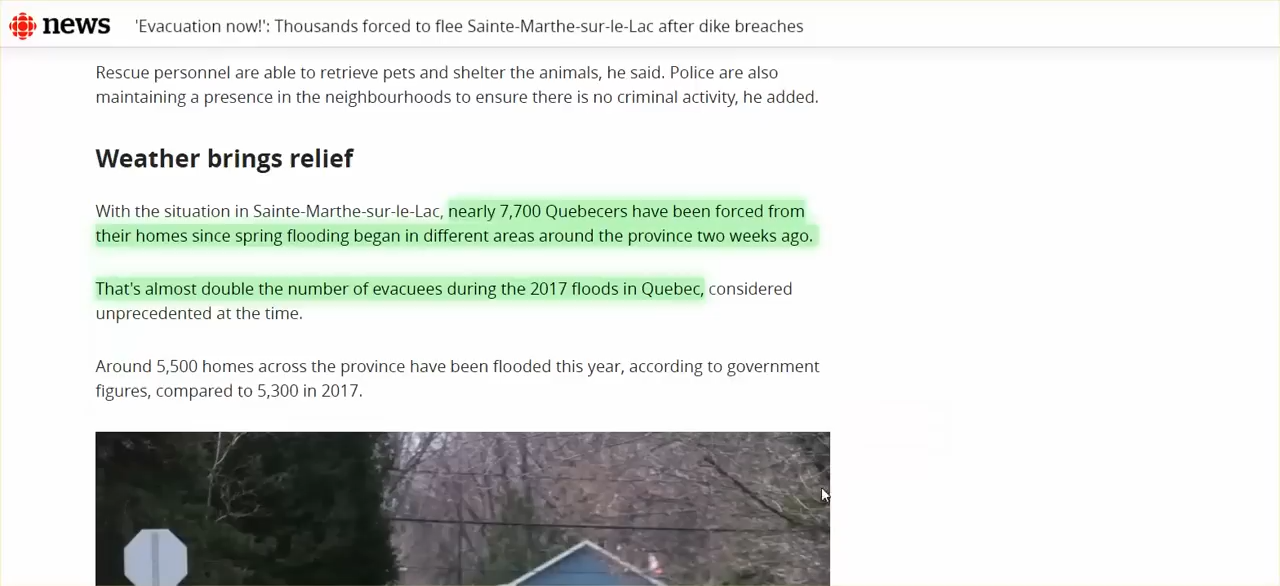 news 'Evacuation now!': Thousands forced to flee Sainte-Marthe-sur-le-Lac after dike breaches
Rescue personnel are able to retrieve pets and shelter the animals, he said. Police are also
maintaining a presence in the neighbourhoods to ensure there is no criminal activity, he added.
Weather brings relief
With the situation in Sainte-Marthe-sur-le-Lac, nearly 7,700 Quebecers have been forced from
their homes since spring flooding began in different areas around the province two weeks ago.
That's almost double the number of evacuees during the 2017 floods in Quebec, considered
unprecedented at the time.
Around 5,500 homes across the province have been flooded this year, according to government
figures, compared to 5,300 in 2017.